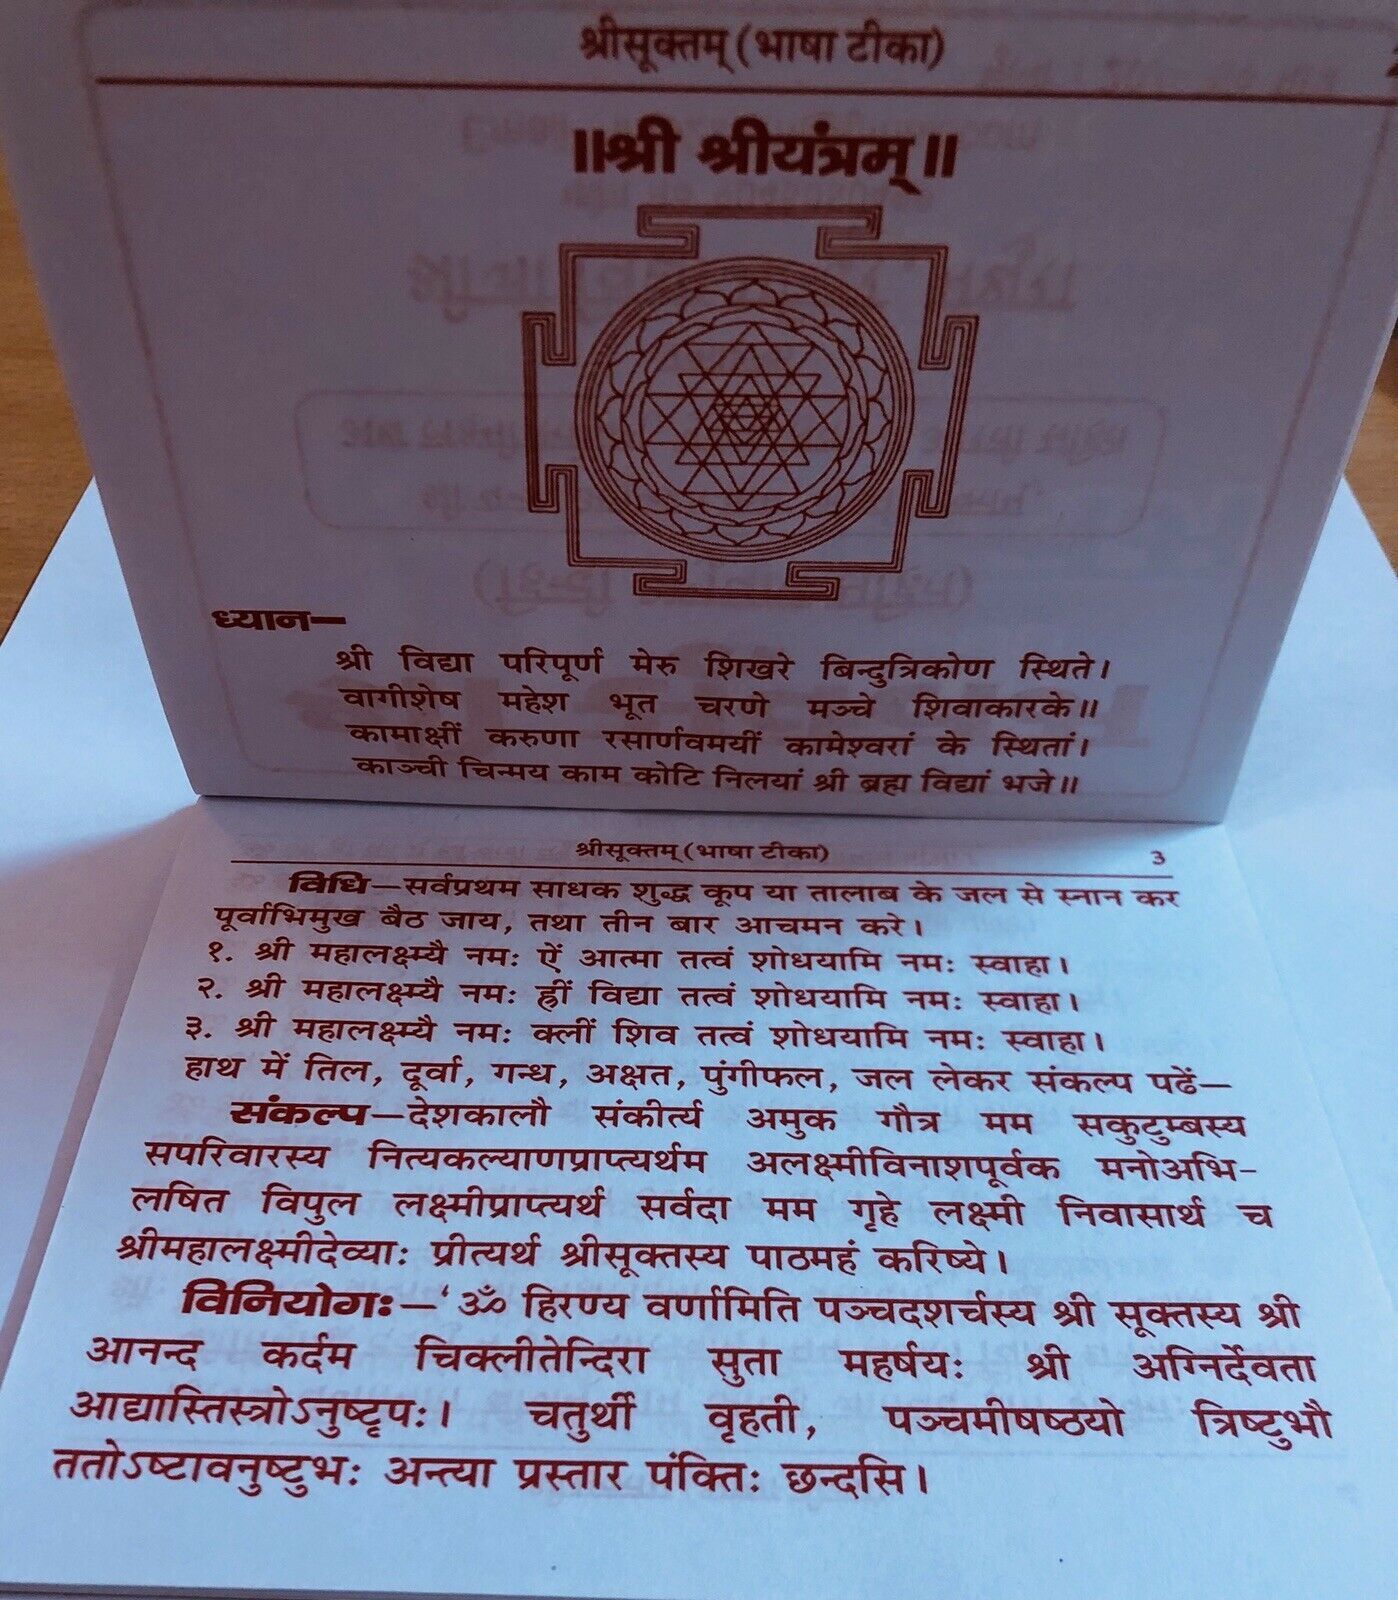 श्रीसूक्तम् (भाषा टीका)
॥श्री श्रीयंत्रम्॥
ध्यान—
श्री विद्या परिपूर्ण मेरु शिखरे बिन्दुत्रिकोण स्थिते।
वागीशेष महेश भूत चरणे मञ्चे शिवाकारके॥
कामाक्षीं करुणा रसार्णवमयीं कामेश्वरां के स्थितां।
काञ्ची चिन्मय काम कोटि निलयां श्री ब्रह्म विद्यां भजे॥
श्रीसूक्तम् (भाषा टीका) 3
विधि—सर्वप्रथम साधक शुद्ध कूप या तालाब के जल से स्नान कर
पूर्वाभिमुख बैठ जाय, तथा तीन बार आचमन करे।
१. श्री महालक्ष्म्यै नमः ऐं आत्मा तत्वं शोधयामि नमः स्वाहा।
२. श्री महालक्ष्म्यै नमः ह्रीं विद्या तत्वं शोधयामि नमः स्वाहा।
३. श्री महालक्ष्म्यै नमः क्लीं शिव तत्वं शोधयामि नमः स्वाहा।
हाथ में तिल, दूर्वा, गन्ध, अक्षत, पुंगीफल, जल लेकर संकल्प पढें—
संकल्प—देशकालौ संकीर्त्य अमुक गौत्र मम सकुटुम्बस्य
सपरिवारस्य नित्यकल्याणप्राप्त्यर्थम अलक्ष्मीविनाशपूर्वक मनोअभि-
लषित विपुल लक्ष्मीप्राप्त्यर्थ सर्वदा मम गृहे लक्ष्मी निवासार्थ च
श्रीमहालक्ष्मीदेव्याः प्रीत्यर्थ श्रीसूक्तस्य पाठमहं करिष्ये।
विनियोगः—'ॐ हिरण्य वर्णामिति पञ्चदशर्चस्य श्री सूक्तस्य श्री
आनन्द कर्दम चिक्लीतेन्दिरा सुता महर्षयः श्री अग्निर्देवता
आद्यास्तिस्त्रोऽनुष्टृपः। चतुर्थी वृहती, पञ्चमीषष्ठयो त्रिष्टुभौ
ततोऽष्टावनुष्टुभः अन्त्या प्रस्तार पंक्तिः छन्दसि।